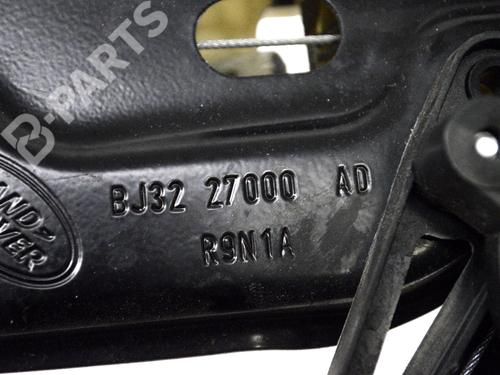 B-PARTS
BJ32 27000 AD
R9N1A
LAND-
ROVER